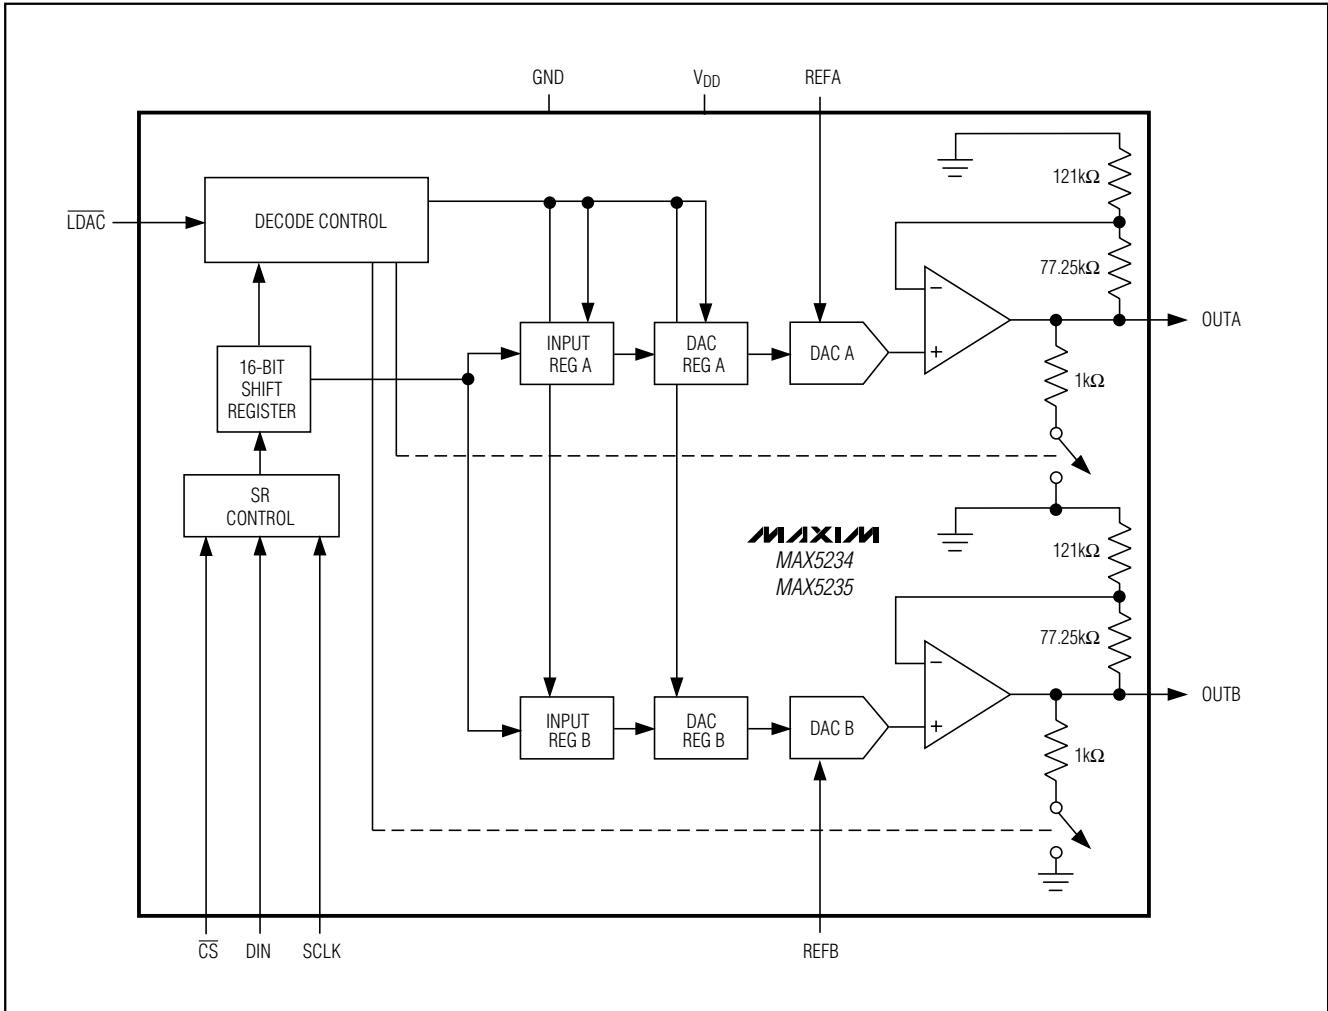 GND
VDD
REFA
121kΩ
LDAC
DECODE CONTROL
77.25kΩ
−
OUTA
INPUT
REG A
DAC
REG A
DAC A
+
16-BIT
SHIFT
REGISTER
1kΩ
SR
CONTROL
MAXIM
MAX5234
MAX5235
121kΩ
77.25kΩ
−
OUTB
INPUT
REG B
DAC
REG B
DAC B
+
1kΩ
CS
DIN
SCLK
REFB